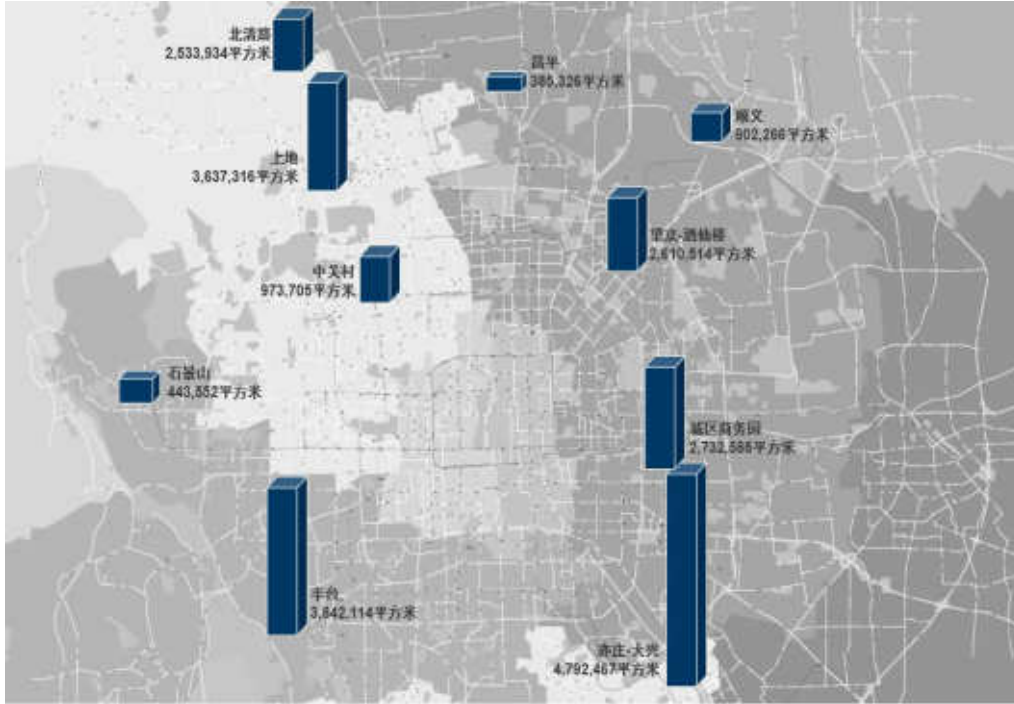 北清路
2,533,934平方米
昌平
385,326平方米
顺义
902,266平方米
上地
3,637,316平方米
望京-酒仙桥
2,610,514平方米
中关村
973,705平方米
石景山
443,552平方米
城区商务园
2,732,586平方米
丰台
3,842,114平方米
亦庄-大兴
4,792,467平方米